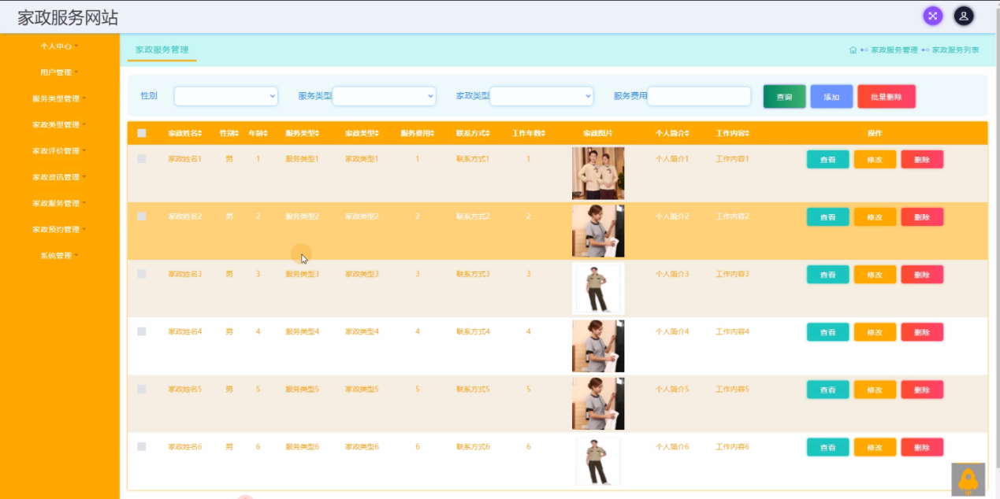 家政服务网站
个人中心
用户管理
服务类型管理
家政类型管理
家政评价管理
家政资讯管理
家政服务管理
家政预约管理
系统管理
家政服务管理
家政服务管理 家政服务列表
性别 服务类型 家政类型 服务费用 查询 添加 批量删除
家政姓名 性别 年龄 服务类型 家政类型 服务费用 联系方式 工作年数 家政图片 个人简介 工作内容 操作
家政姓名1 男 1 服务类型1 家政类型1 1 联系方式1 1 个人简介1 工作内容1 查看 修改 删除
家政姓名2 男 2 服务类型2 家政类型2 2 联系方式2 2 个人简介2 工作内容2 查看 修改 删除
家政姓名3 男 3 服务类型3 家政类型3 3 联系方式3 3 个人简介3 工作内容3 查看 修改 删除
家政姓名4 男 4 服务类型4 家政类型4 4 联系方式4 4 个人简介4 工作内容4 查看 修改 删除
家政姓名5 男 5 服务类型5 家政类型5 5 联系方式5 5 个人简介5 工作内容5 查看 修改 删除
家政姓名6 男 6 服务类型6 家政类型6 6 联系方式6 6 个人简介6 工作内容6 查看 修改 删除